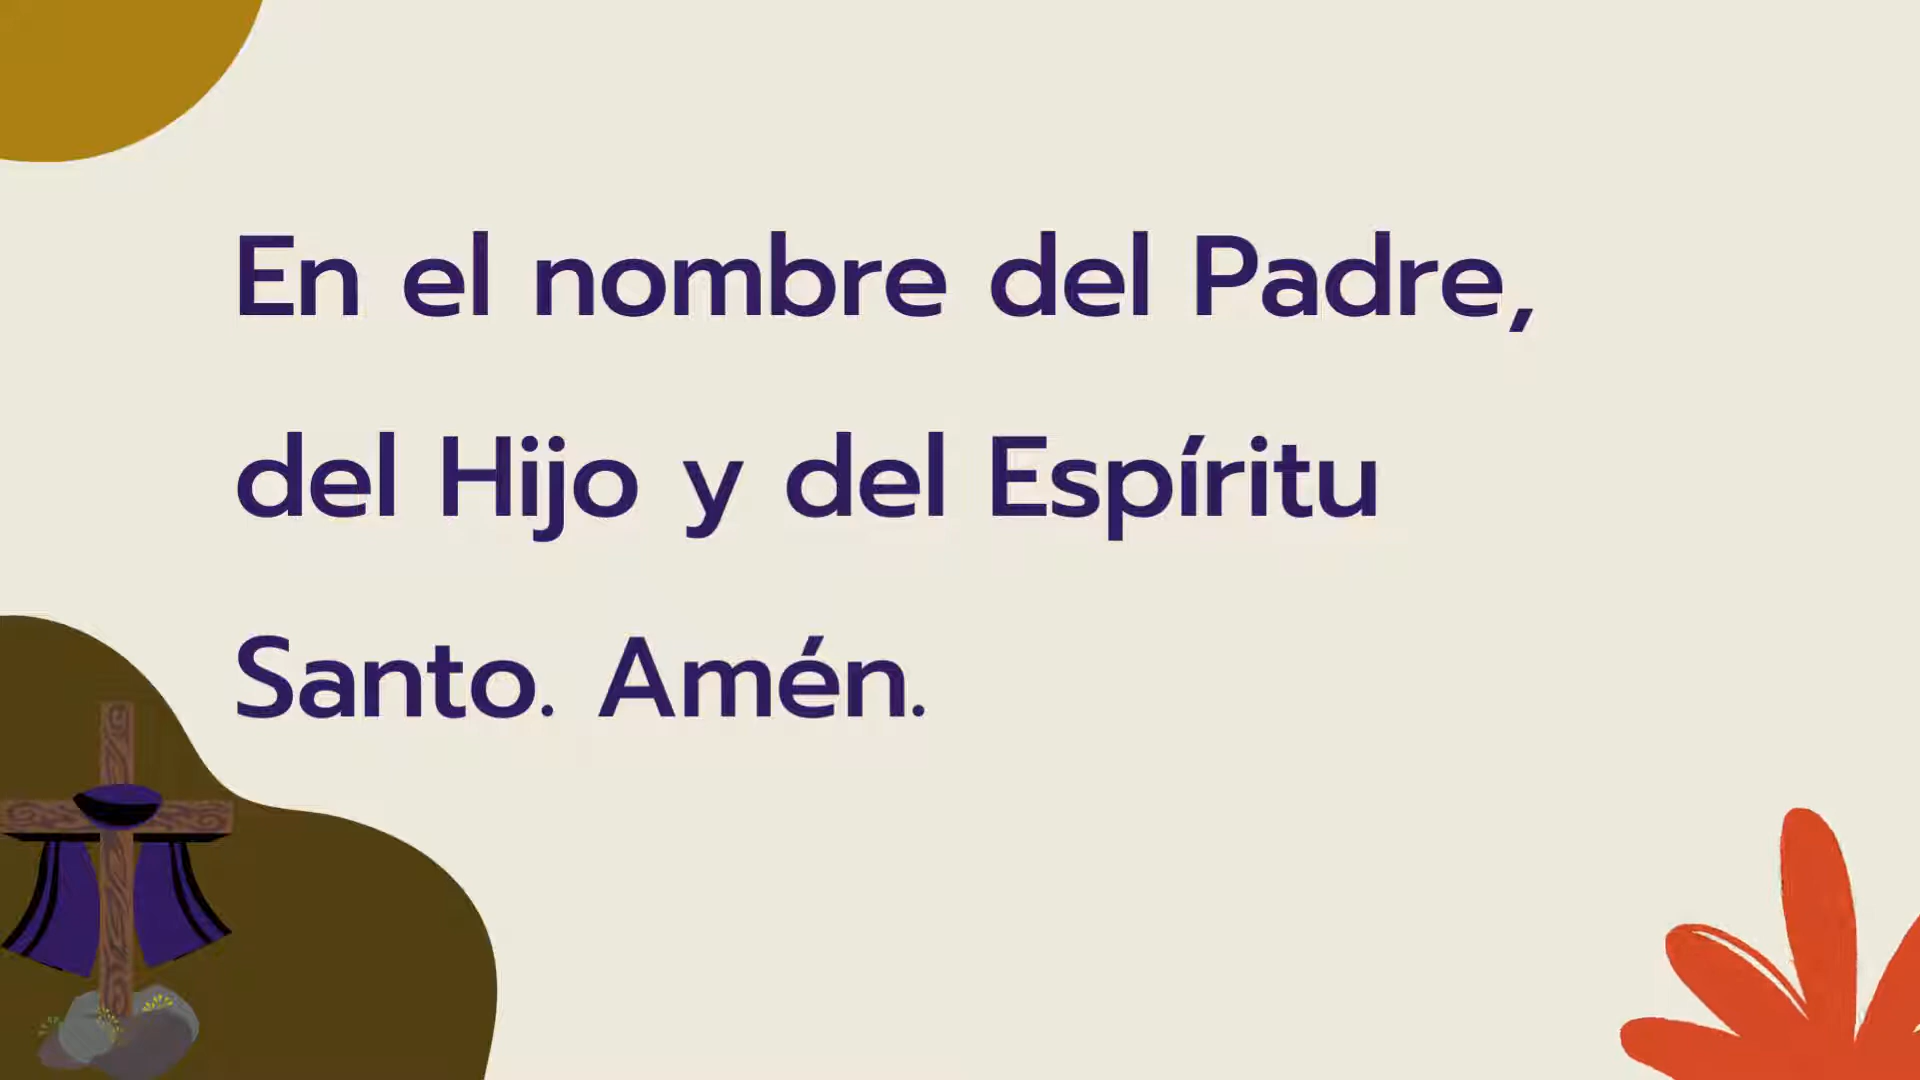 En el nombre del Padre,
del Hijo y del Espíritu
Santo. Amén.